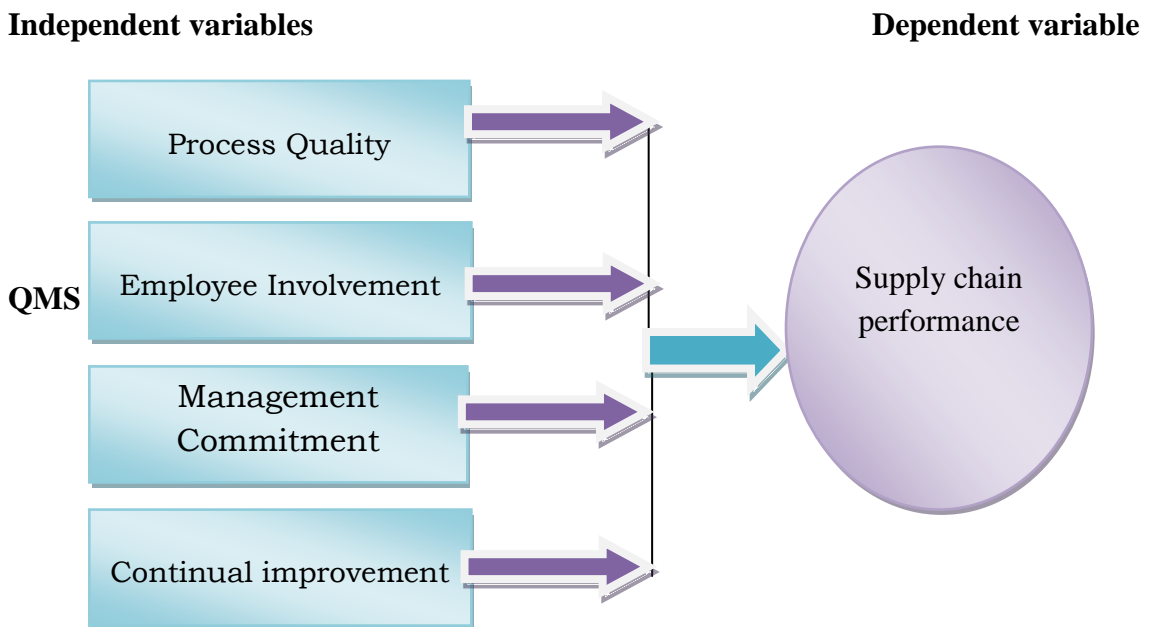 Independent variables
Dependent variable
Process Quality
QMS
Employee Involvement
Management
Commitment
Continual improvement
Supply chain
performance